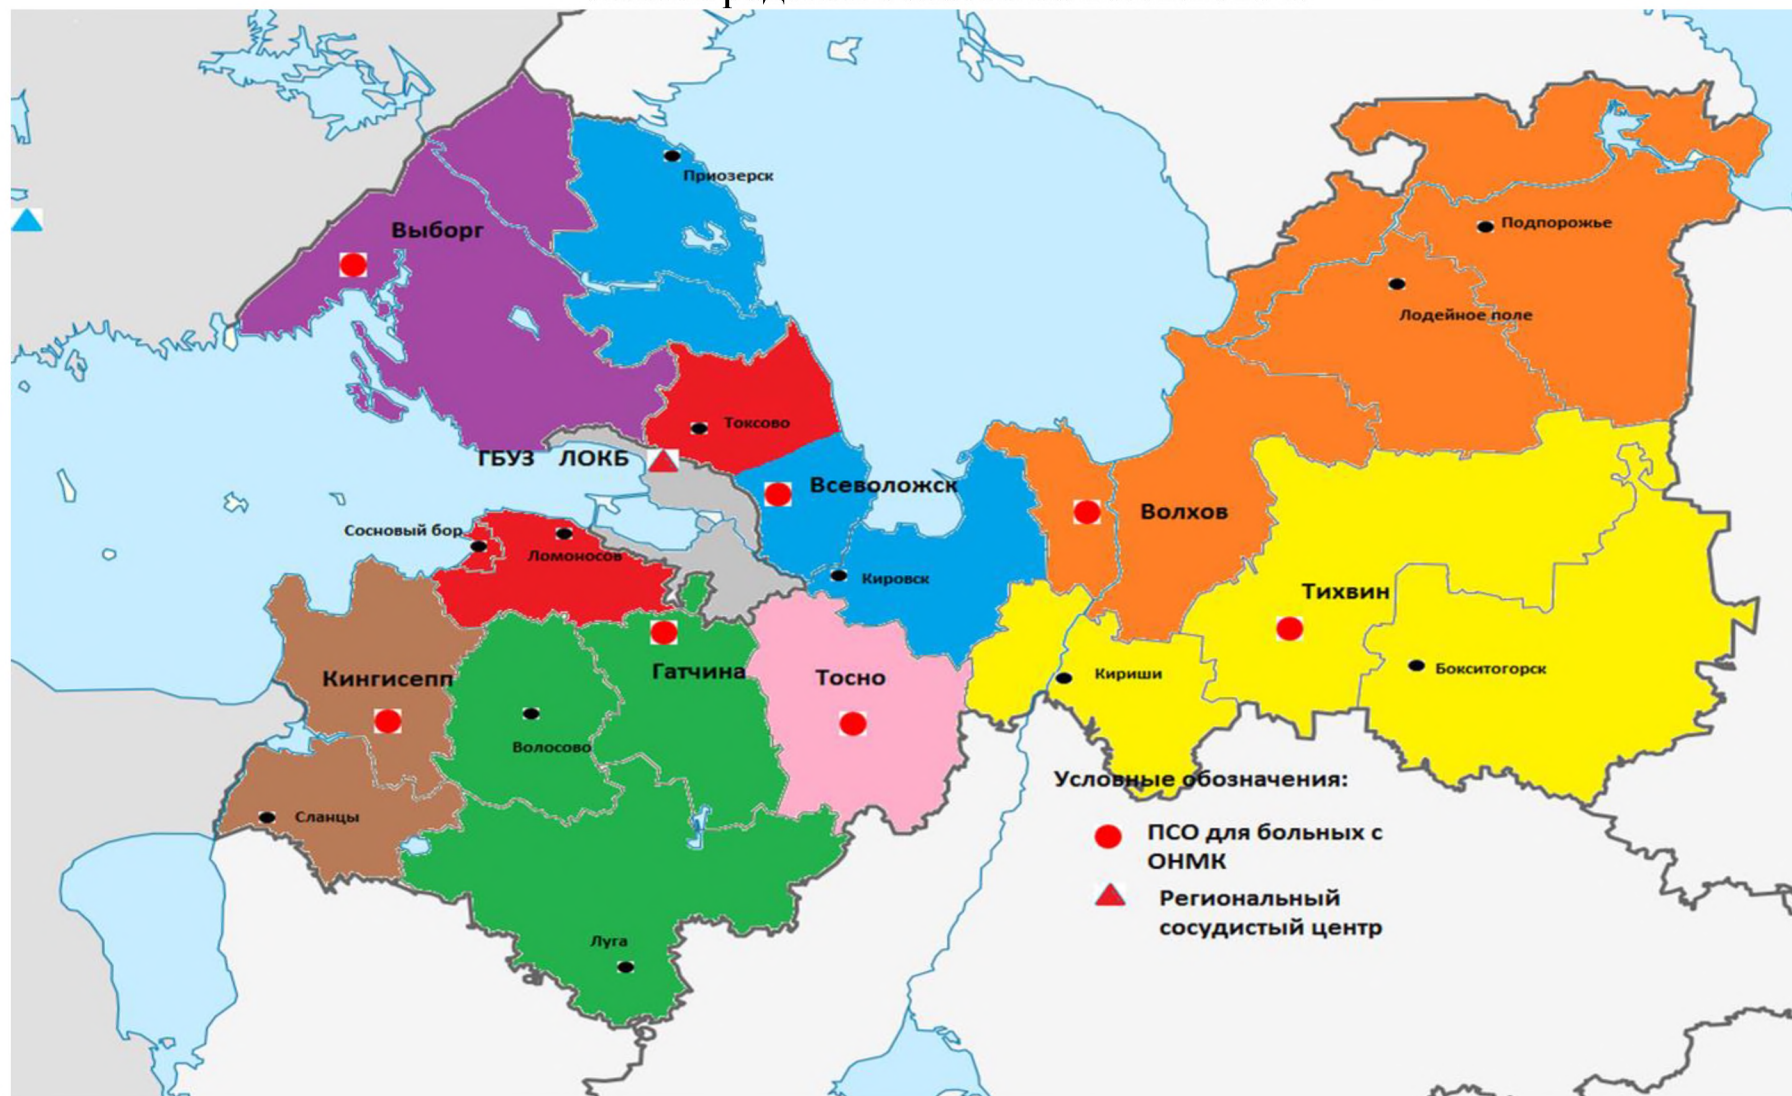 Приозерск
Выборг
Подпорожье
Лодейное поле
Токсово
ГБУЗ ЛОКБ
Всеволожск
Волхов
Сосновый бор
Ломоносов
Кировск
Тихвин
Кингисепп
Гатчина
Тосно
Кириши
Бокситогорск
Волосово
Сланцы
Луга
Условные обозначения:
ПСО для больных с
ОНМК
Региональный
сосудистый центр